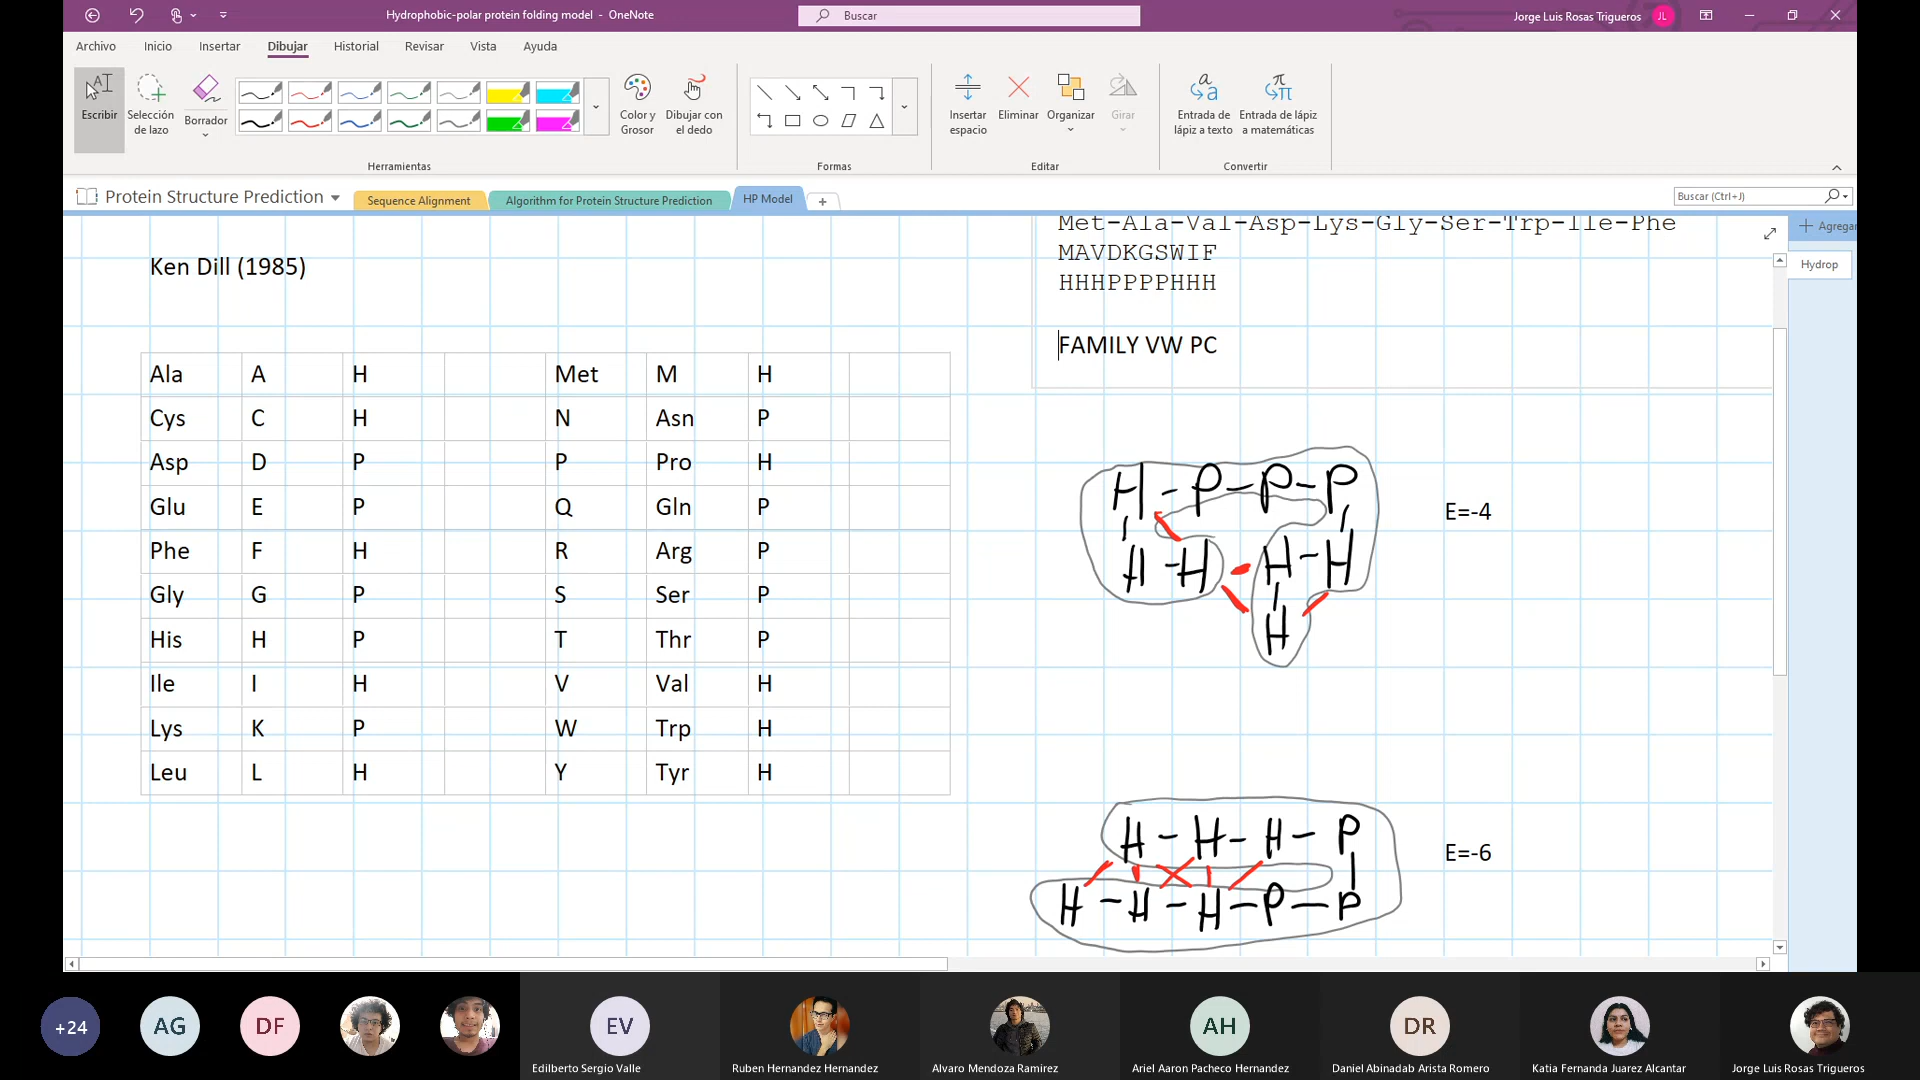 Hydrophobic-polar protein folding model - OneNote
Buscar
Jorge Luis Rosas Trigueros
JL
Archivo Inicio Insertar Dibujar Historial Revisar Vista Ayuda
Escribir
Selección de lazo
Borrador
Color y Grosor
Dibujar con el dedo
Insertar espacio
Eliminar
Organizar
Girar
Entrada de lápiz a texto
Entrada de lápiz a matemáticas
Herramientas
Formas
Editar
Convertir
Protein Structure Prediction
Sequence Alignment
Algorithm for Protein Structure Prediction
HP Model
Buscar (Ctrl+J)
Agregar
Hydrop
Ken Dill (1985)
Met-Ala-Val-Asp-Lys-Gly-Ser-Trp-Ile-Phe
MAVDKGSWIF
HHHPPPPHHH
FAMILY VW PC
Ala A H Met M H
Cys C H N Asn P
Asp D P P Pro H
Glu E P Q Gln P
Phe F H R Arg P
Gly G P S Ser P
His H P T Thr P
Ile I H V Val H
Lys K P W Trp H
Leu L H Y Tyr H
H-P-P-P
H-H H-H
H
E=-4
H-H-H-P
H-H-H-P-P
E=-6
+24
AG
DF
EV
Edilberto Sergio Valle
Ruben Hernandez Hernandez
Alvaro Mendoza Ramirez
AH
Ariel Aaron Pacheco Hernandez
DR
Daniel Abinadab Arista Romero
Katia Fernanda Juarez Alcantar
Jorge Luis Rosas Trigueros